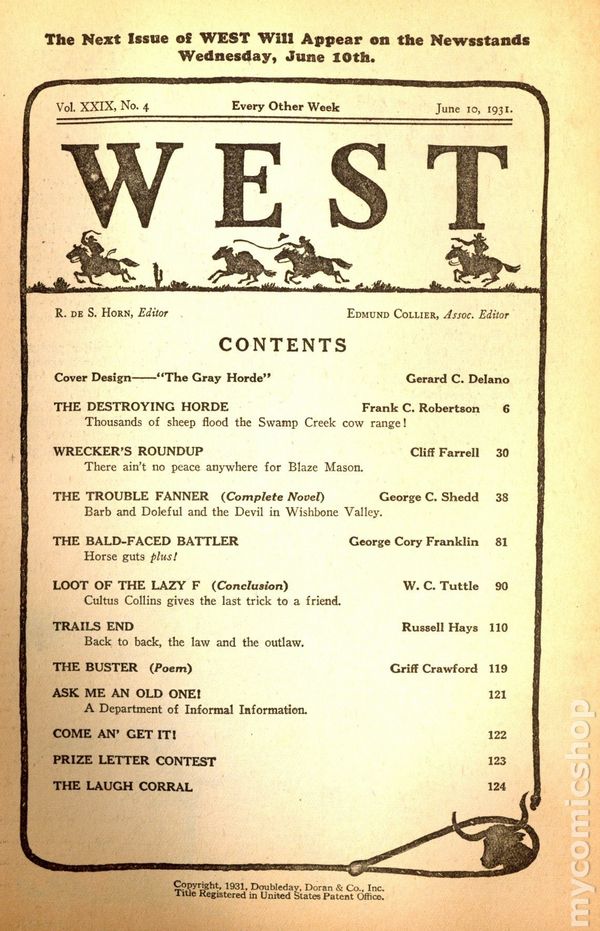 The Next Issue of WEST Will Appear on the Newsstands
Wednesday, June 10th.
Vol. XXIX, No. 4 Every Other Week June 10, 1931.
WEST
R. DE S. HORN, Editor EDMUND COLLIER, Assoc. Editor
CONTENTS
Cover Design—"The Gray Horde" Gerard C. Delano
THE DESTROYING HORDE Frank C. Robertson 6
Thousands of sheep flood the Swamp Creek cow range!
WRECKER'S ROUNDUP Cliff Farrell 30
There ain't no peace anywhere for Blaze Mason.
THE TROUBLE FANNER (Complete Novel) George C. Shedd 38
Barb and Doleful and the Devil in Wishbone Valley.
THE BALD-FACED BATTLER George Cory Franklin 81
Horse guts plus!
LOOT OF THE LAZY F (Conclusion) W. C. Tuttle 90
Cultus Collins gives the last trick to a friend.
TRAILS END Russell Hays 110
Back to back, the law and the outlaw.
THE BUSTER (Poem) Griff Crawford 119
ASK ME AN OLD ONE! 121
A Department of Informal Information.
COME AN' GET IT! 122
PRIZE LETTER CONTEST 123
THE LAUGH CORRAL 124
Copyright, 1931, Doubleday, Doran & Co., Inc.
Title Registered in United States Patent Office.
mycomicshop